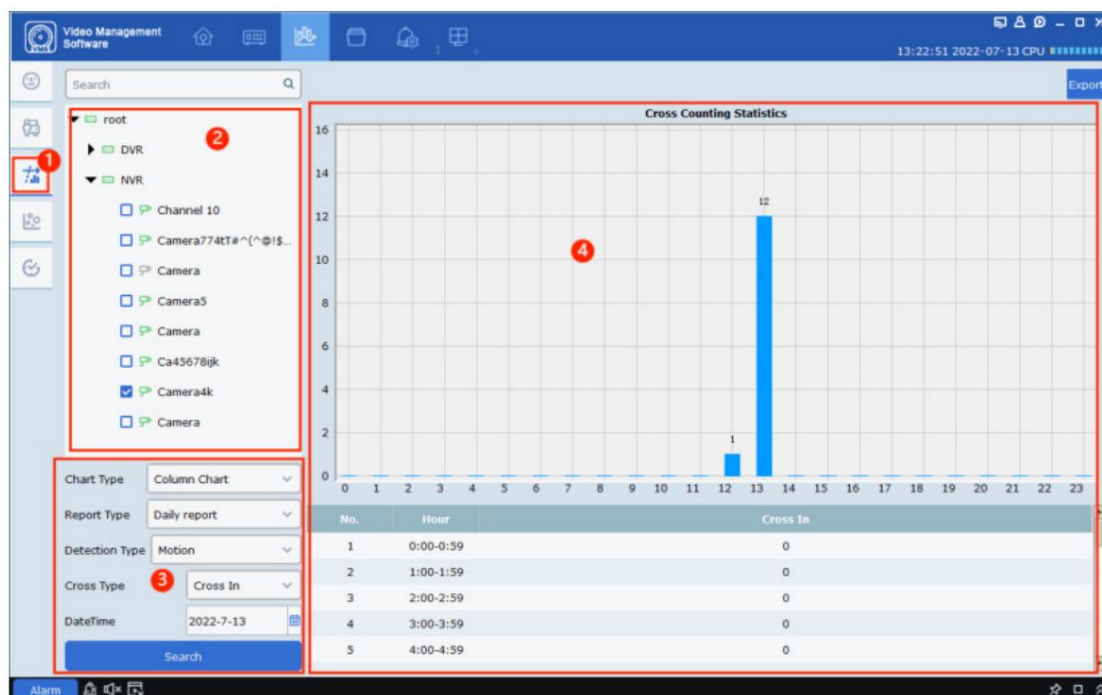 Video Management
Software
1
13:22:51 2022-07-13 CPU
Search
Export
1
root
2
DVR
NVR
Channel 10
Camera774tT#^(^@!$...
Camera
Camera5
Camera
Ca45678ijk
Camera4k
Camera
Chart Type Column Chart
Report Type Daily report
Detection Type Motion
Cross Type 3 Cross In
DateTime 2022-7-13
Search
Cross Counting Statistics
16
14
12
10
8
6
4
2
0
12
4
1
0 1 2 3 4 5 6 7 8 9 10 11 12 13 14 15 16 17 18 19 20 21 22 23
No. Hour Cross In
1 0:00-0:59 0
2 1:00-1:59 0
3 2:00-2:59 0
4 3:00-3:59 0
5 4:00-4:59 0
Alarm